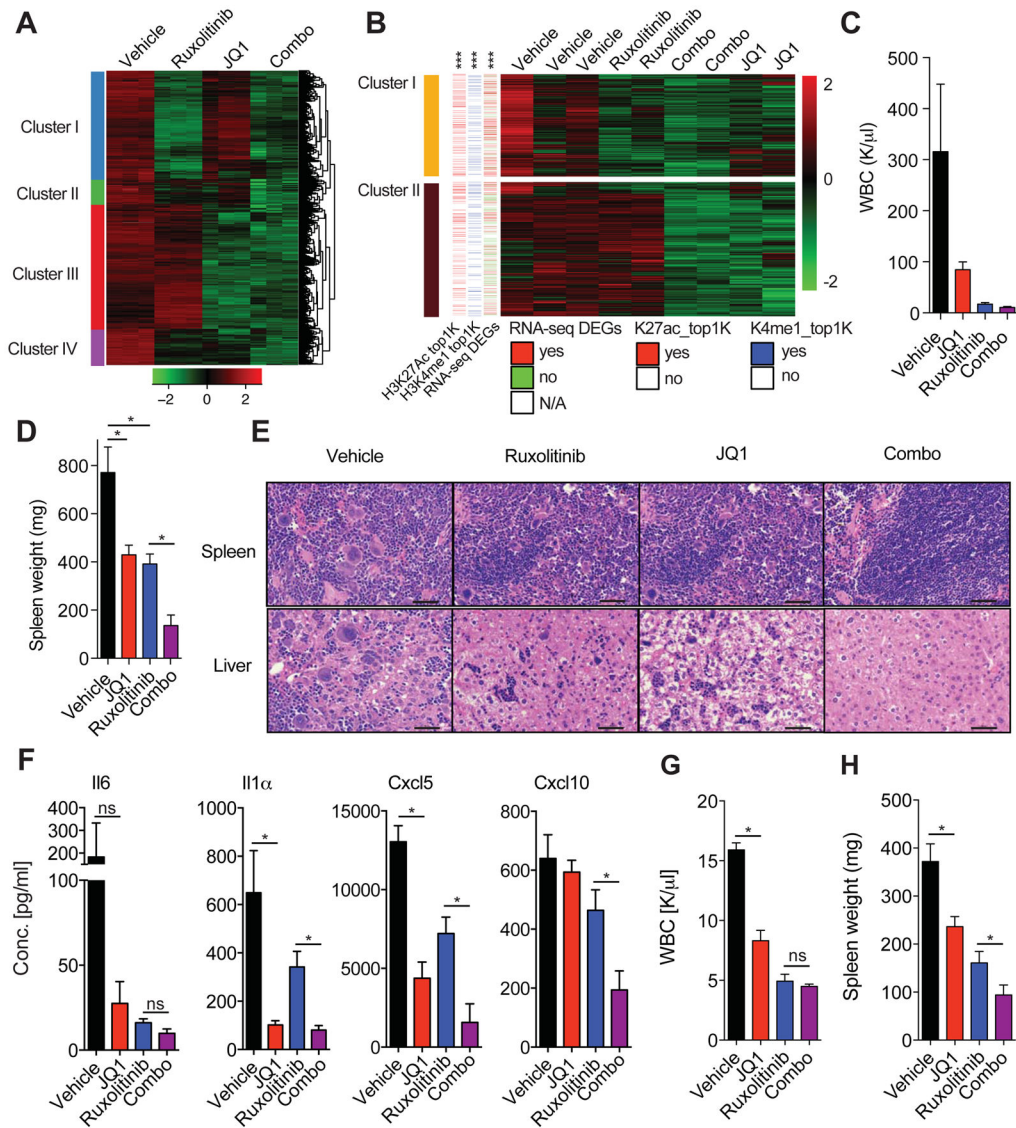 A
Vehicle
Ruxolitinib
JQ1
Combo
Cluster I
Cluster II
Cluster III
Cluster IV
−2
0
2
B
***
***
***
Vehicle
Vehicle
Vehicle
Ruxolitinib
Ruxolitinib
Combo
Combo
JQ1
JQ1
Cluster I
Cluster II
2
1
0
-1
-2
H3K27Ac top1K
H3K4me1 top1K
RNA-seq DEGs
RNA-seq DEGs
yes
no
N/A
K27ac_top1K
yes
no
K4me1_top1K
yes
no
C
WBC (K/µl)
500
400
300
200
100
0
Vehicle
JQ1
Ruxolitinib
Combo
D
Spleen weight (mg)
800
600
400
200
0
*
*
*
Vehicle
JQ1
Ruxolitinib
Combo
E
Vehicle
Ruxolitinib
JQ1
Combo
Spleen
Liver
F
Conc. [pg/ml]
Il6
400
300
200
100
50
0
ns
ns
Vehicle
JQ1
Ruxolitinib
Combo
Il1α
1000
800
600
400
200
0
*
*
Vehicle
JQ1
Ruxolitinib
Combo
Cxcl5
15000
10000
5000
0
*
*
Vehicle
JQ1
Ruxolitinib
Combo
Cxcl10
800
600
400
200
0
*
Vehicle
JQ1
Ruxolitinib
Combo
G
WBC [K/µl]
20
15
10
5
0
*
ns
Vehicle
JQ1
Ruxolitinib
Combo
H
Spleen weight (mg)
500
400
300
200
100
0
*
*
Vehicle
JQ1
Ruxolitinib
Combo